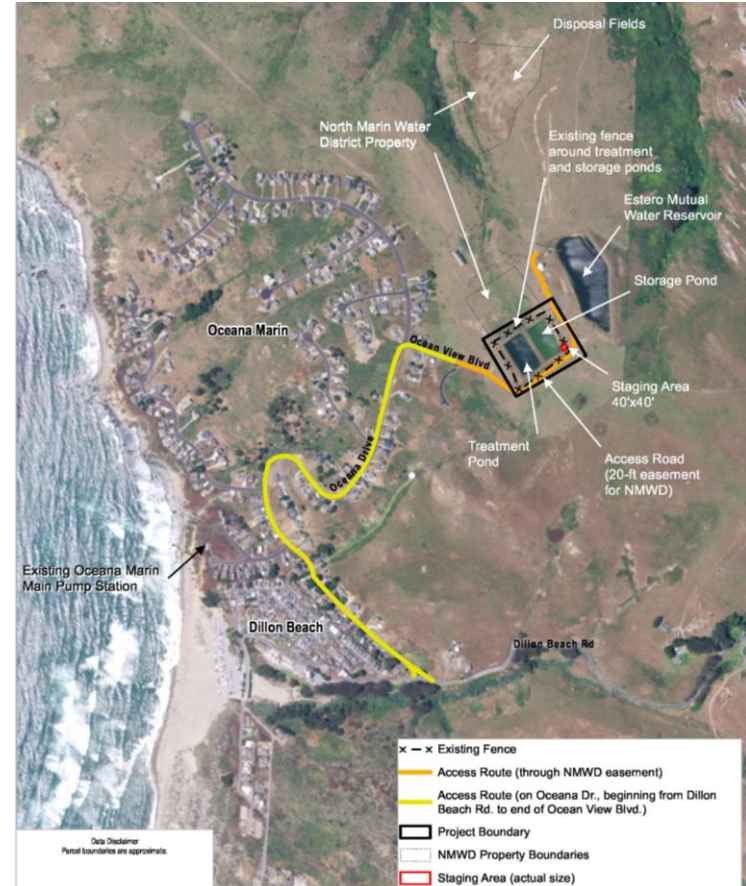 Disposal Fields
North Marin Water
District Property
Existing fence
around treatment
and storage ponds
Estero Mutual
Water Reservoir
Storage Pond
Oceana Marin
Ocean View Blvd
Staging Area
40'x40'
Oceana Drive
Treatment
Pond
Access Road
(20-ft easement
for NMWD)
Existing Oceana Marin
Main Pump Station
Dillon Beach
Dillon Beach Rd
x – x Existing Fence
Access Route (through NMWD easement)
Access Route (on Oceana Dr., beginning from Dillon
Beach Rd. to end of Ocean View Blvd.)
Project Boundary
NMWD Property Boundaries
Staging Area (actual size)
Data Disclaimer
Parcel boundaries are approximate.